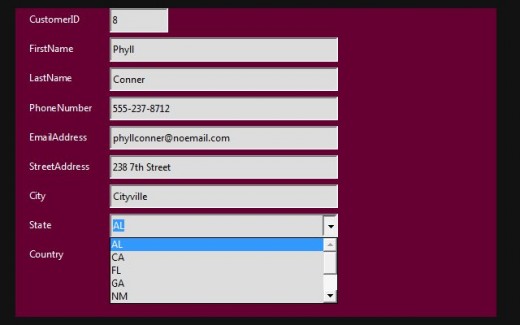 CustomerID 8
FirstName Phyll
LastName Conner
PhoneNumber 555-237-8712
EmailAddress phyllconner@noemail.com
StreetAddress 238 7th Street
City Cityville
State AL
AL
CA
Country
FL
GA
NM